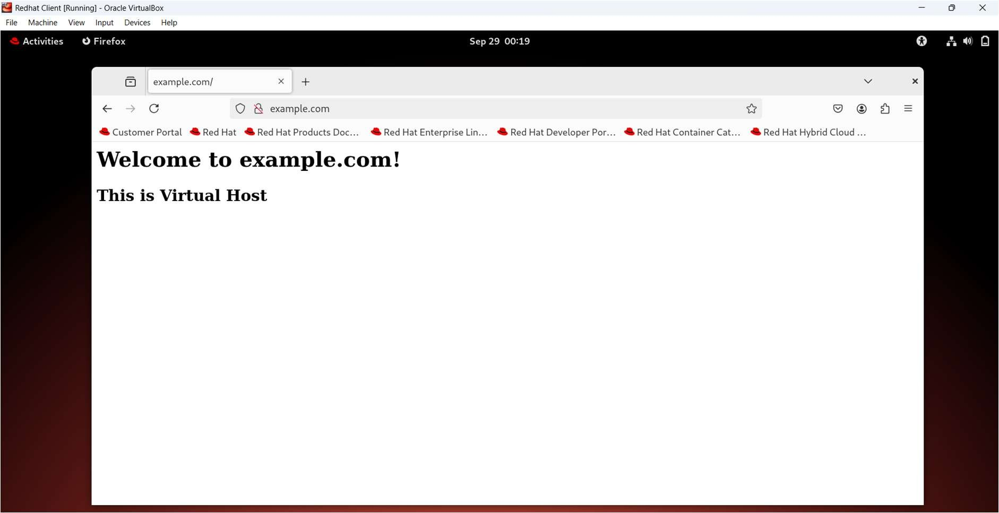 Redhat Client [Running] - Oracle VirtualBox
File Machine View Input Devices Help
Activities Firefox Sep 29 00:19
example.com/
example.com
Customer Portal Red Hat Red Hat Products Doc... Red Hat Enterprise Lin... Red Hat Developer Por... Red Hat Container Cat... Red Hat Hybrid Cloud ...
Welcome to example.com!
This is Virtual Host